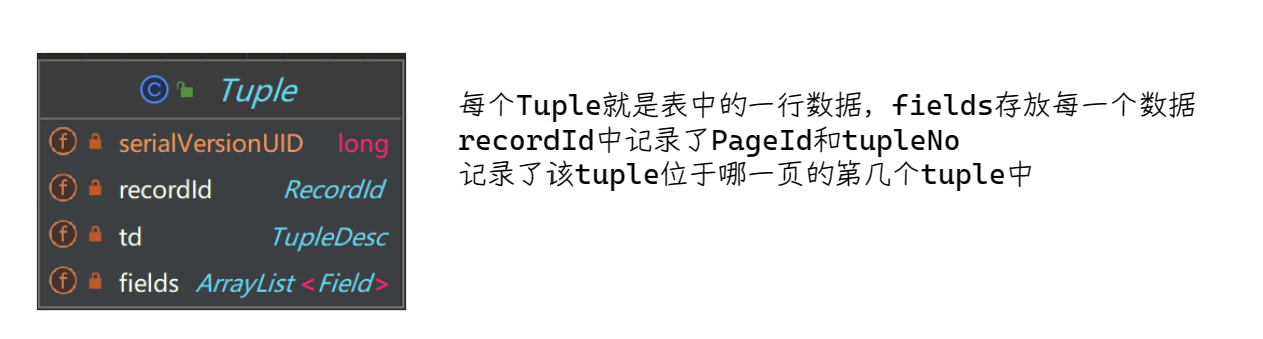 Tuple
serialVersionUID long
recordId RecordId
td TupleDesc
fields ArrayList<Field>
每个Tuple就是表中的一行数据，fields存放每一个数据
recordId中记录了PageId和tupleNo
记录了该tuple位于哪一页的第几个tuple中